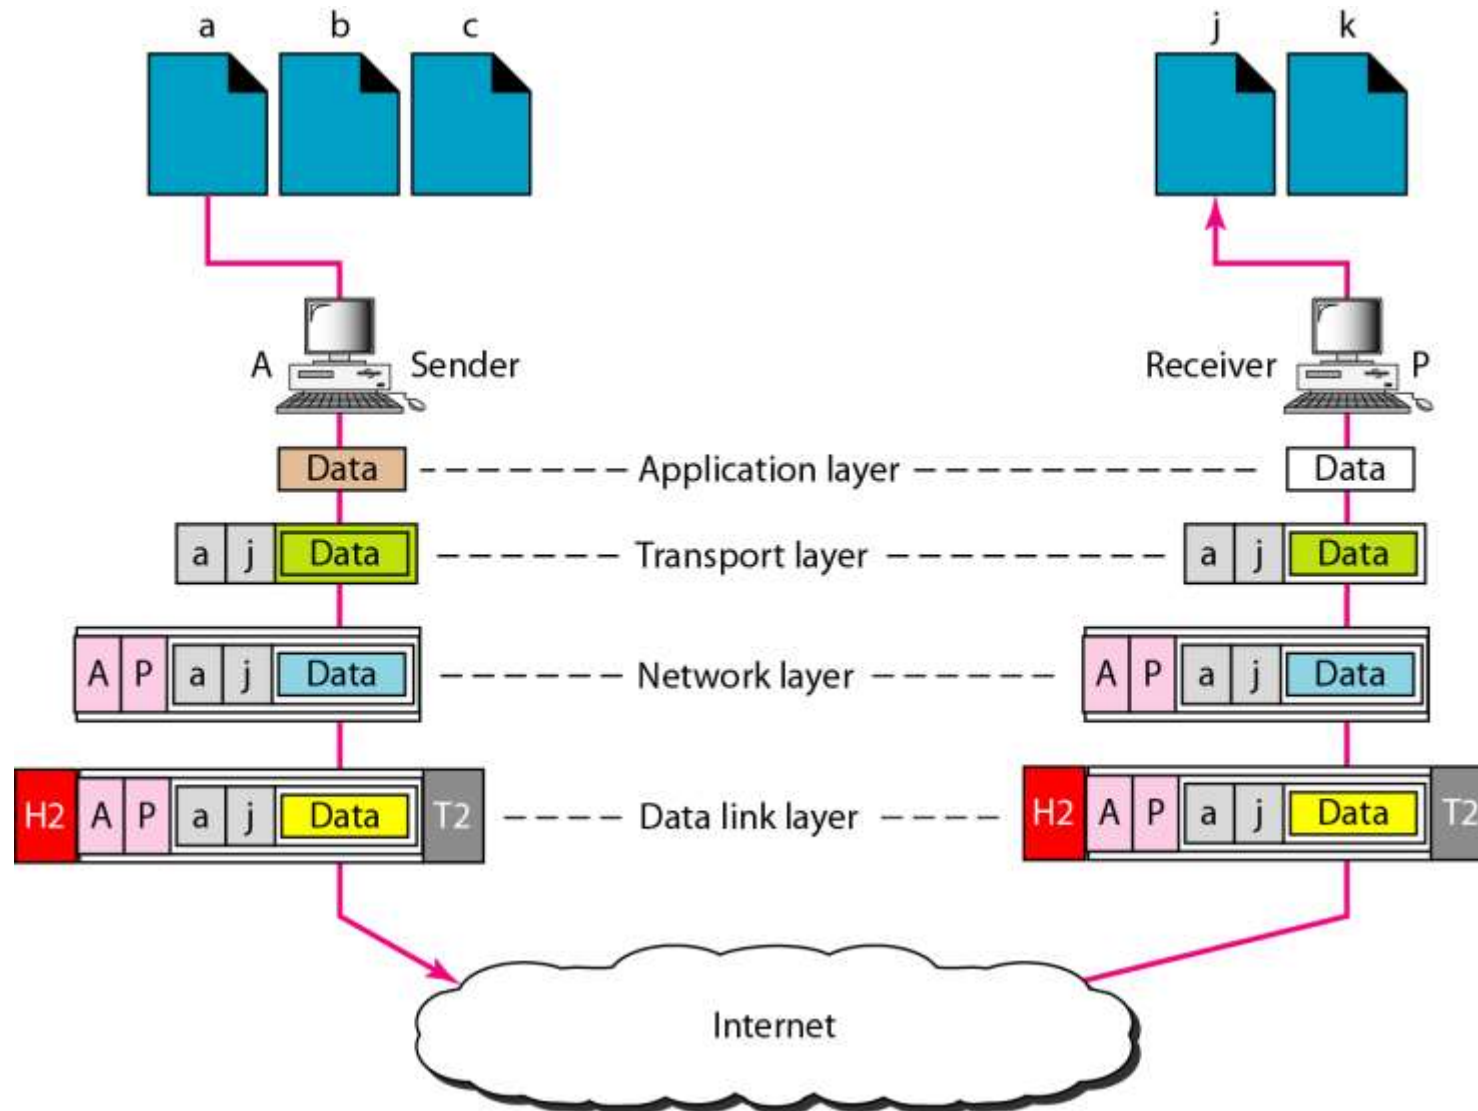 a b c j k
A Sender Receiver P
Data Application layer Data
a j Data Transport layer a j Data
A P a j Data Network layer A P a j Data
H2 A P a j Data T2 Data link layer H2 A P a j Data T2
Internet